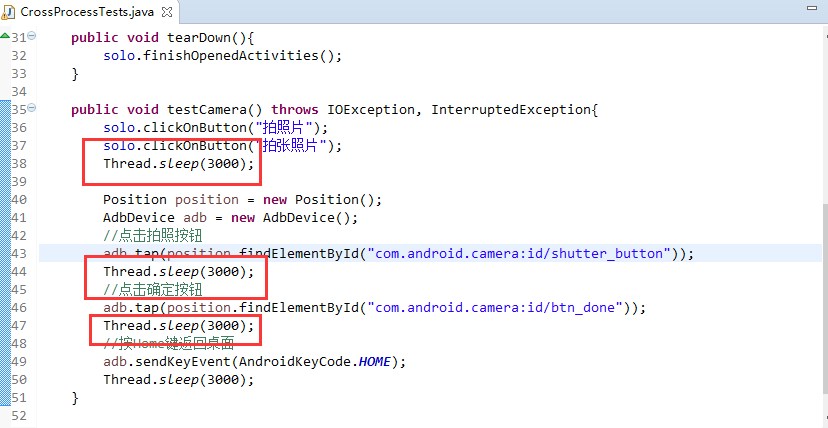 CrossProcessTests.java
31 public void tearDown(){
32 solo.finishOpenedActivities();
33 }
34
35 public void testCamera() throws IOException, InterruptedException{
36 solo.clickOnButton("拍照片");
37 solo.clickOnButton("拍张照片");
38 Thread.sleep(3000);
39
40 Position position = new Position();
41 AdbDevice adb = new AdbDevice();
42 //点击拍照按钮
43 adb.tap(position.findElementById("com.android.camera:id/shutter_button"));
44 Thread.sleep(3000);
45 //点击确定按钮
46 adb.tap(position.findElementById("com.android.camera:id/btn_done"));
47 Thread.sleep(3000);
48 //按Home键返回桌面
49 adb.sendKeyEvent(AndroidKeyCode.HOME);
50 Thread.sleep(3000);
51 }
52